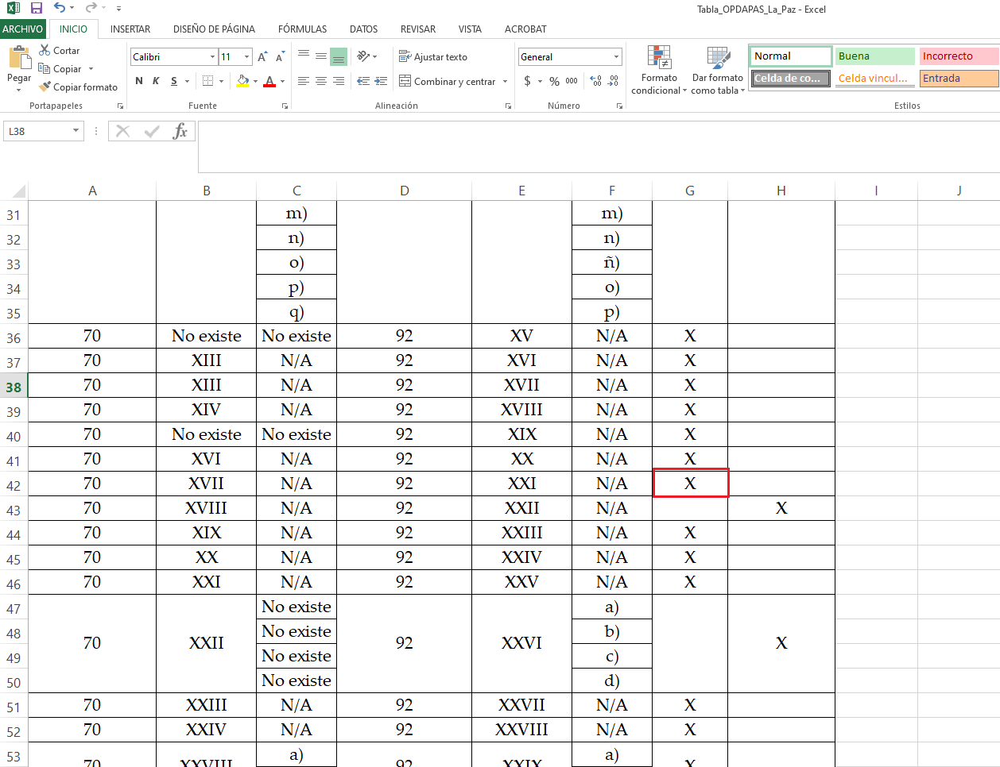 Tabla_OPDAPAS_La_Paz - Excel
ARCHIVO INICIO INSERTAR DISEÑO DE PÁGINA FÓRMULAS DATOS REVISAR VISTA ACROBAT
Pegar
Cortar
Copiar
Copiar formato
Portapapeles
Calibri 11
N K S
Fuente
Ajustar texto
Combinar y centrar
Alineación
General
$ % 000
Número
Formato condicional
Dar formato como tabla
Normal Buena Incorrecto
Celda de co... Celda vincul... Entrada
Estilos
L38 fx
A B C D E F G H I J
31 m) m)
32 n) n)
33 o) ñ)
34 p) o)
35 q) p)
36 70 No existe No existe 92 XV N/A X
37 70 XIII N/A 92 XVI N/A X
38 70 XIII N/A 92 XVII N/A X
39 70 XIV N/A 92 XVIII N/A X
40 70 No existe No existe 92 XIX N/A X
41 70 XVI N/A 92 XX N/A X
42 70 XVII N/A 92 XXI N/A X
43 70 XVIII N/A 92 XXII N/A X
44 70 XIX N/A 92 XXIII N/A X
45 70 XX N/A 92 XXIV N/A X
46 70 XXI N/A 92 XXV N/A X
47 No existe a)
48 70 XXII No existe 92 XXVI b) X
49 No existe c)
50 No existe d)
51 70 XXIII N/A 92 XXVII N/A X
52 70 XXIV N/A 92 XXVIII N/A X
53 a) a)
70 XXVIII 92 XXIX X